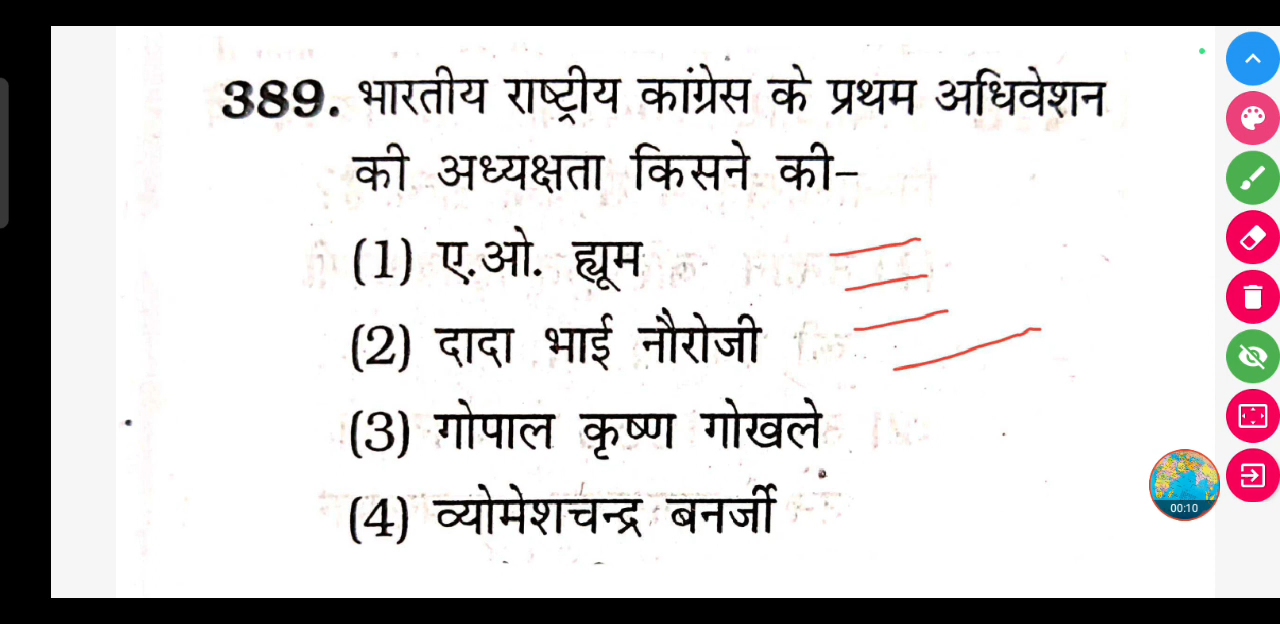 389. भारतीय राष्ट्रीय कांग्रेस के प्रथम अधिवेशन
की अध्यक्षता किसने की-
(1) ए.ओ. ह्यूम
(2) दादा भाई नौरोजी
(3) गोपाल कृष्ण गोखले
(4) व्योमेशचन्द्र बनर्जी
00:10